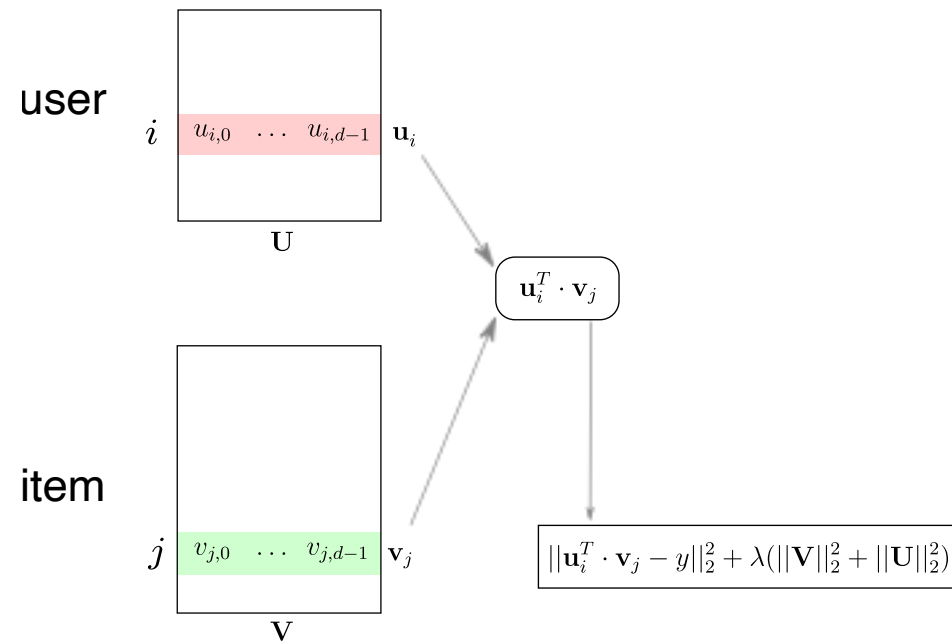 user
i u_{i,0} … u_{i,d−1} 𝐮_i
𝐔
𝐮_i^T · 𝐯_j
item
j v_{j,0} … v_{j,d−1} 𝐯_j
𝐕
||𝐮_i^T · 𝐯_j − y||_2^2 + λ(||𝐕||_2^2 + ||𝐔||_2^2)